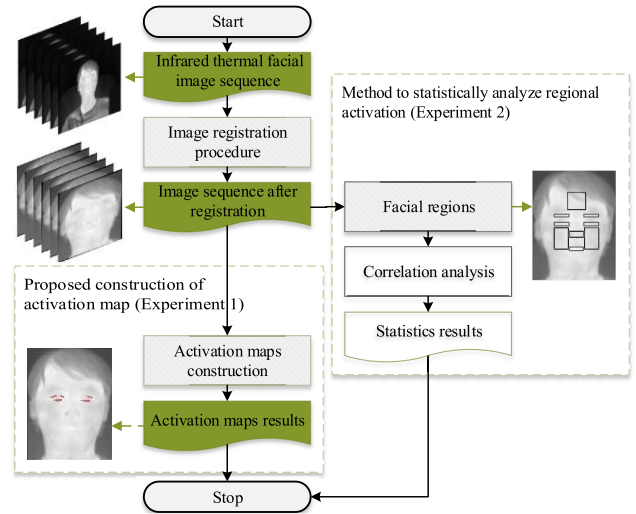 Start
Infrared thermal facial
image sequence
Image registration
procedure
Image sequence after
registration
Method to statistically analyze regional
activation (Experiment 2)
Facial regions
Correlation analysis
Statistics results
Proposed construction of
activation map (Experiment 1)
Activation maps
construction
Activation maps results
Stop